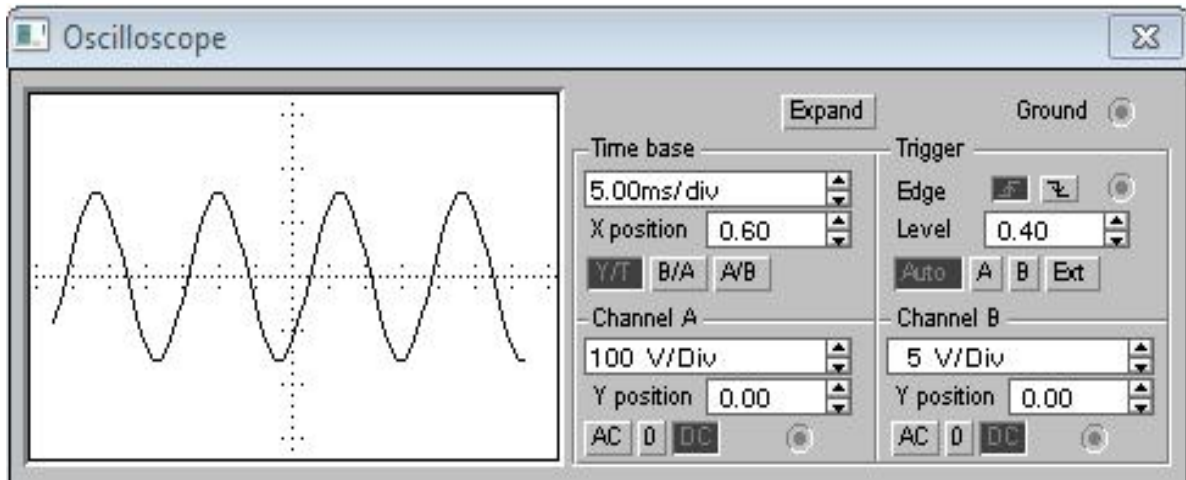 Oscilloscope
Expand
Ground
Time base
5.00ms/div
X position 0.60
Y/T B/A A/B
Trigger
Edge
Level 0.40
Auto A B Ext
Channel A
100 V/Div
Y position 0.00
AC 0 DC
Channel B
5 V/Div
Y position 0.00
AC 0 DC